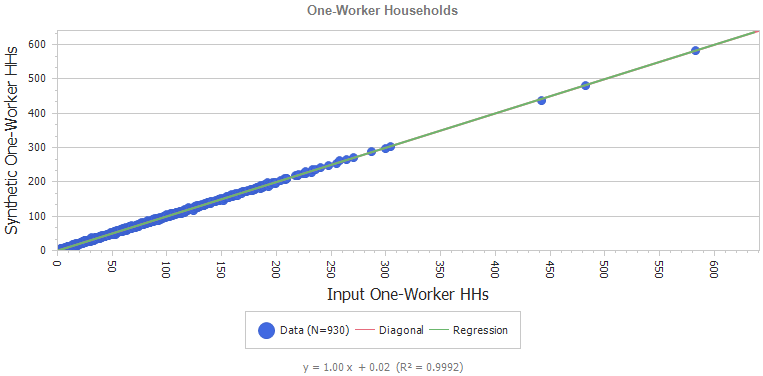 One-Worker Households
Synthetic One-Worker HHs
600
500
400
300
200
100
0
0 50 100 150 200 250 300 350 400 450 500 550 600
Input One-Worker HHs
Data (N=930) Diagonal Regression
y = 1.00 x + 0.02 (R² = 0.9992)